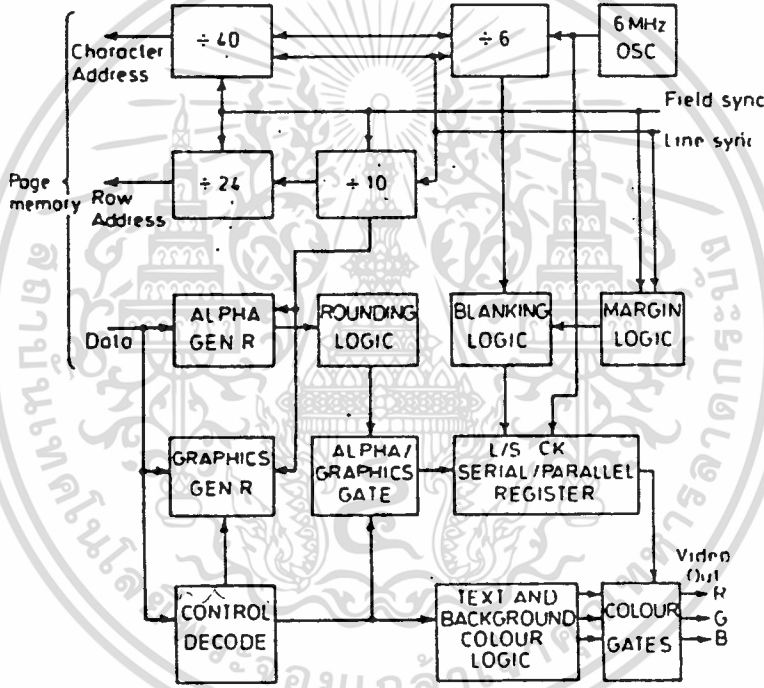 Character
Address
÷ 40
÷ 6
6 MHz
OSC
Field sync
Line sync
Page
memory
Row
Address
÷ 24
÷ 10
Data
ALPHA
GEN R
ROUNDING
LOGIC
BLANKING
LOGIC
MARGIN
LOGIC
GRAPHICS
GEN R
ALPHA/
GRAPHICS
GATE
L/S CK
SERIAL/PARALLEL
REGISTER
CONTROL
DECODE
TEXT AND
BACKGROUND
COLOUR
LOGIC
COLOUR
GATES
Video
Out
R
G
B